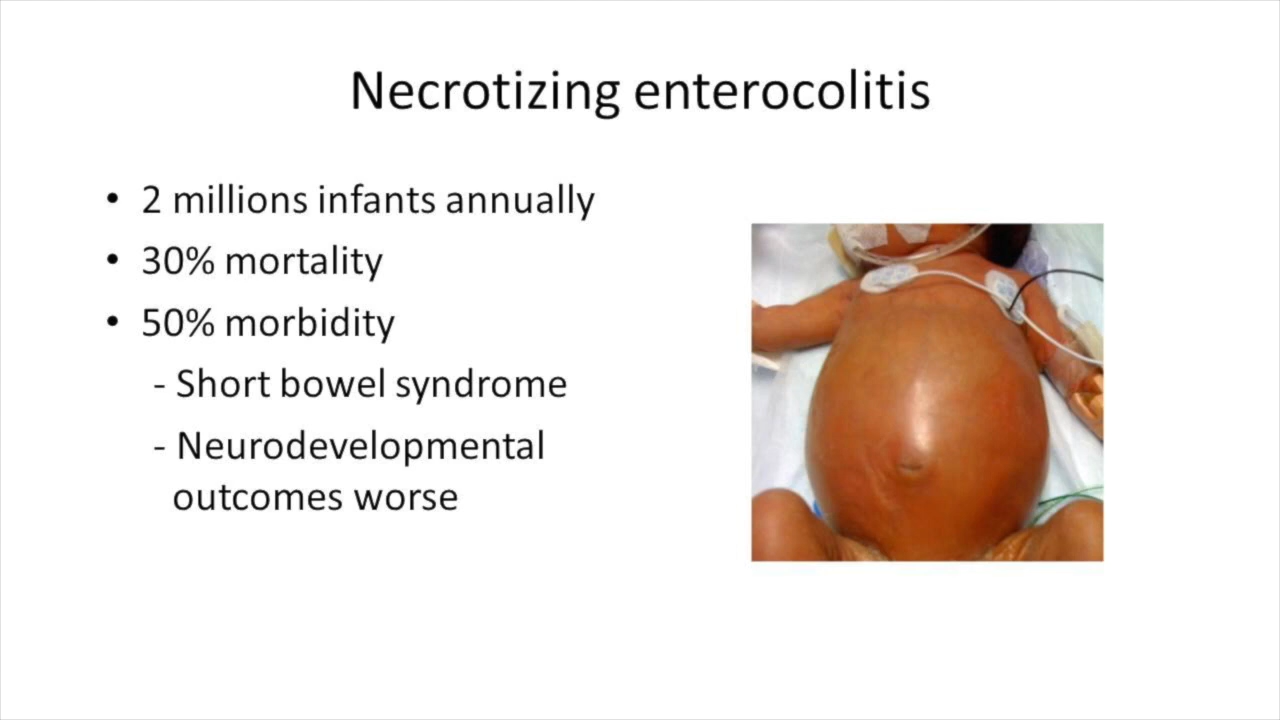 Necrotizing enterocolitis
• 2 millions infants annually
• 30% mortality
• 50% morbidity
- Short bowel syndrome
- Neurodevelopmental
outcomes worse